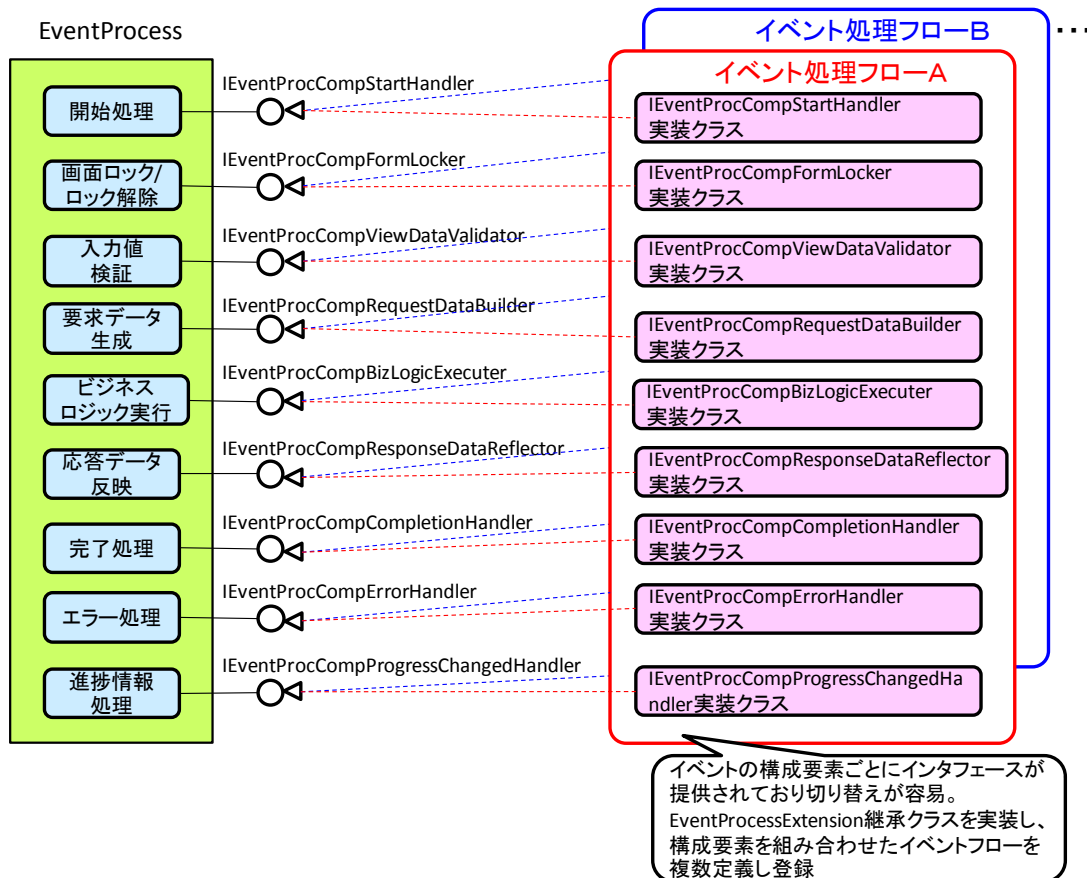 EventProcess
イベント処理フローB
・・・
イベント処理フローA
開始処理
IEventProcCompStartHandler
IEventProcCompStartHandler
実装クラス
画面ロック/
ロック解除
IEventProcCompFormLocker
IEventProcCompFormLocker
実装クラス
入力値
検証
IEventProcCompViewDataValidator
IEventProcCompViewDataValidator
実装クラス
要求データ
生成
IEventProcCompRequestDataBuilder
IEventProcCompRequestDataBuilder
実装クラス
ビジネス
ロジック実行
IEventProcCompBizLogicExecuter
IEventProcCompBizLogicExecuter
実装クラス
応答データ
反映
IEventProcCompResponseDataReflector
IEventProcCompResponseDataReflector
実装クラス
完了処理
IEventProcCompCompletionHandler
IEventProcCompCompletionHandler
実装クラス
エラー処理
IEventProcCompErrorHandler
IEventProcCompErrorHandler
実装クラス
進捗情報
処理
IEventProcCompProgressChangedHandler
IEventProcCompProgressChangedHa
ndler実装クラス
イベントの構成要素ごとにインタフェースが
提供されており切り替えが容易。
EventProcessExtension継承クラスを実装し、
構成要素を組み合わせたイベントフローを
複数定義し登録